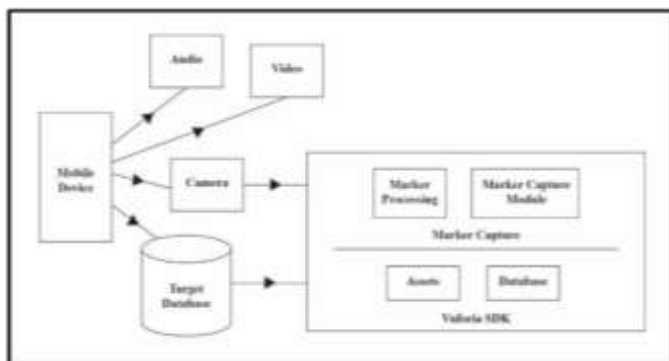 Audio
Video
Mobile
Device
Camera
Marker
Processing
Marker Capture
Module
Marker Capture
Target
Database
Assets
Database
Vuforia SDK